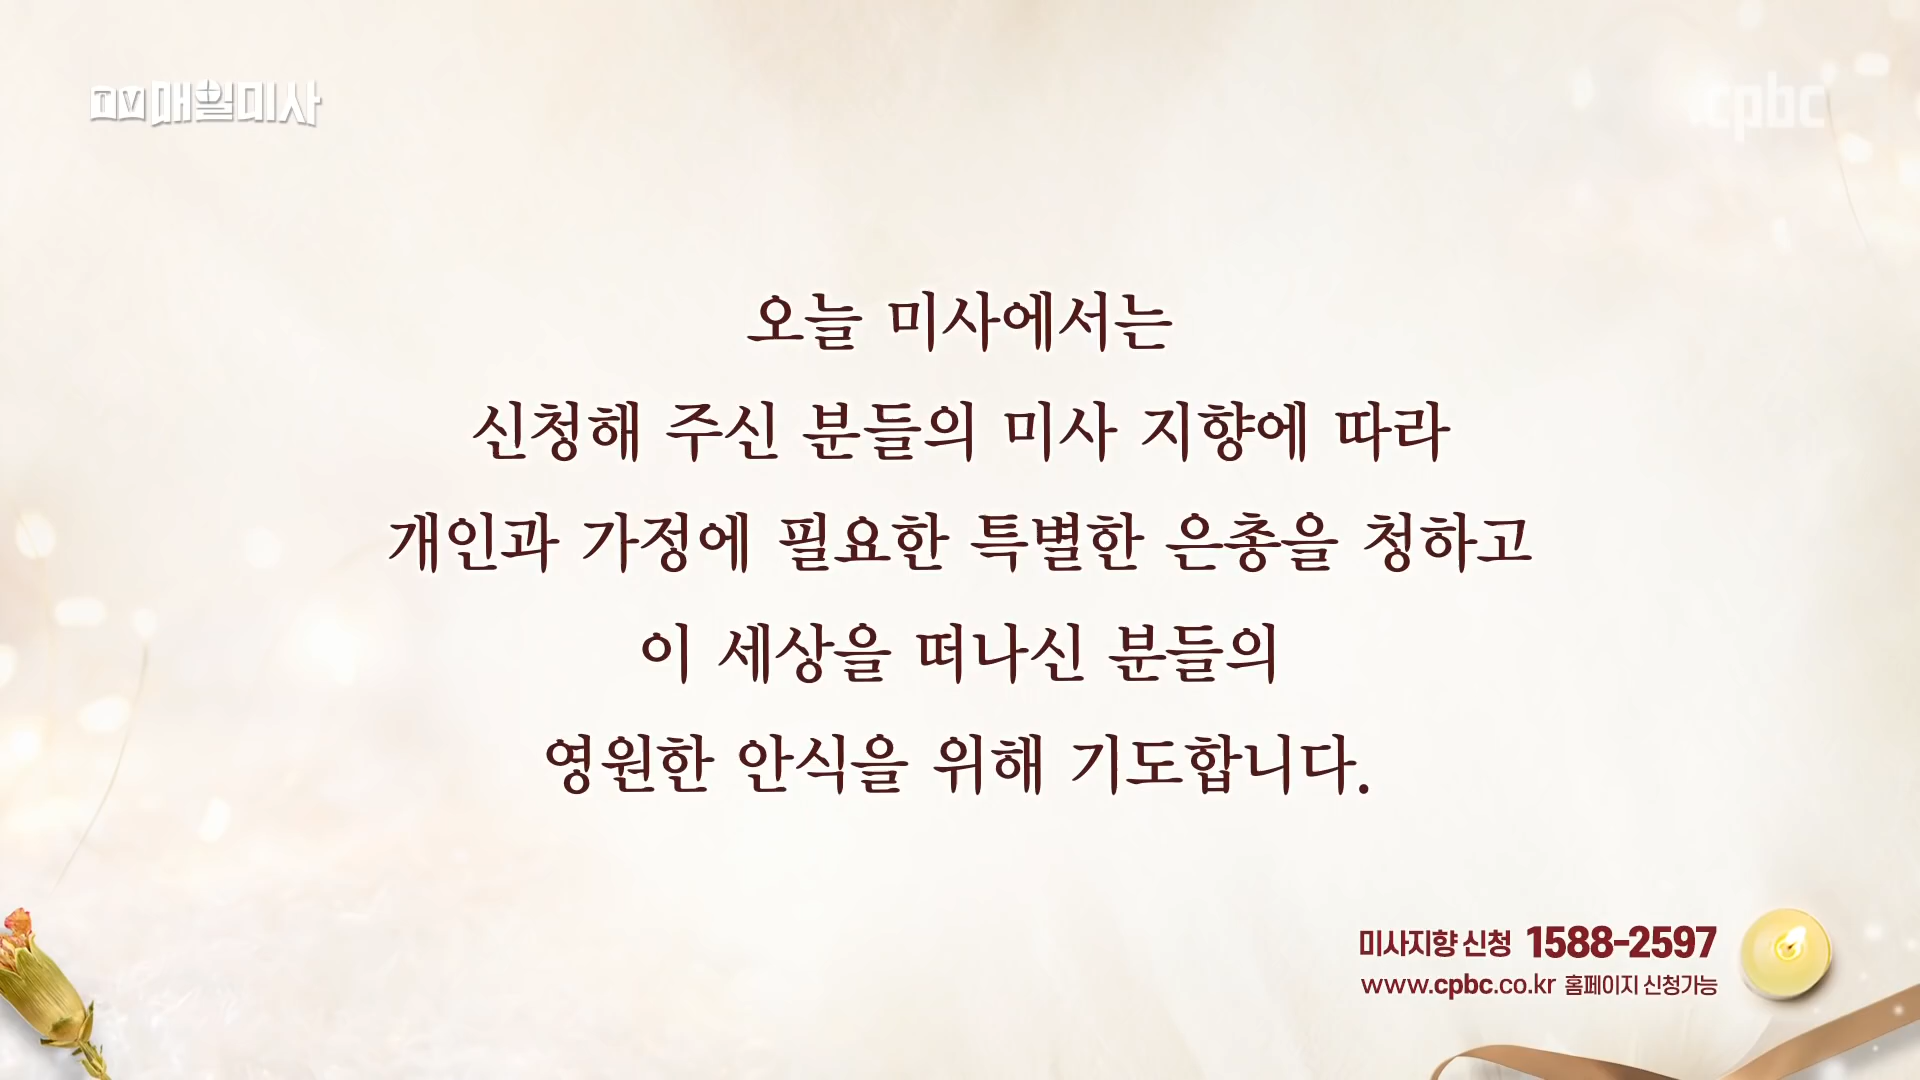 TV매일미사
cpbc
오늘 미사에서는
신청해 주신 분들의 미사 지향에 따라
개인과 가정에 필요한 특별한 은총을 청하고
이 세상을 떠나신 분들의
영원한 안식을 위해 기도합니다.
미사지향 신청 1588-2597
www.cpbc.co.kr 홈페이지 신청가능